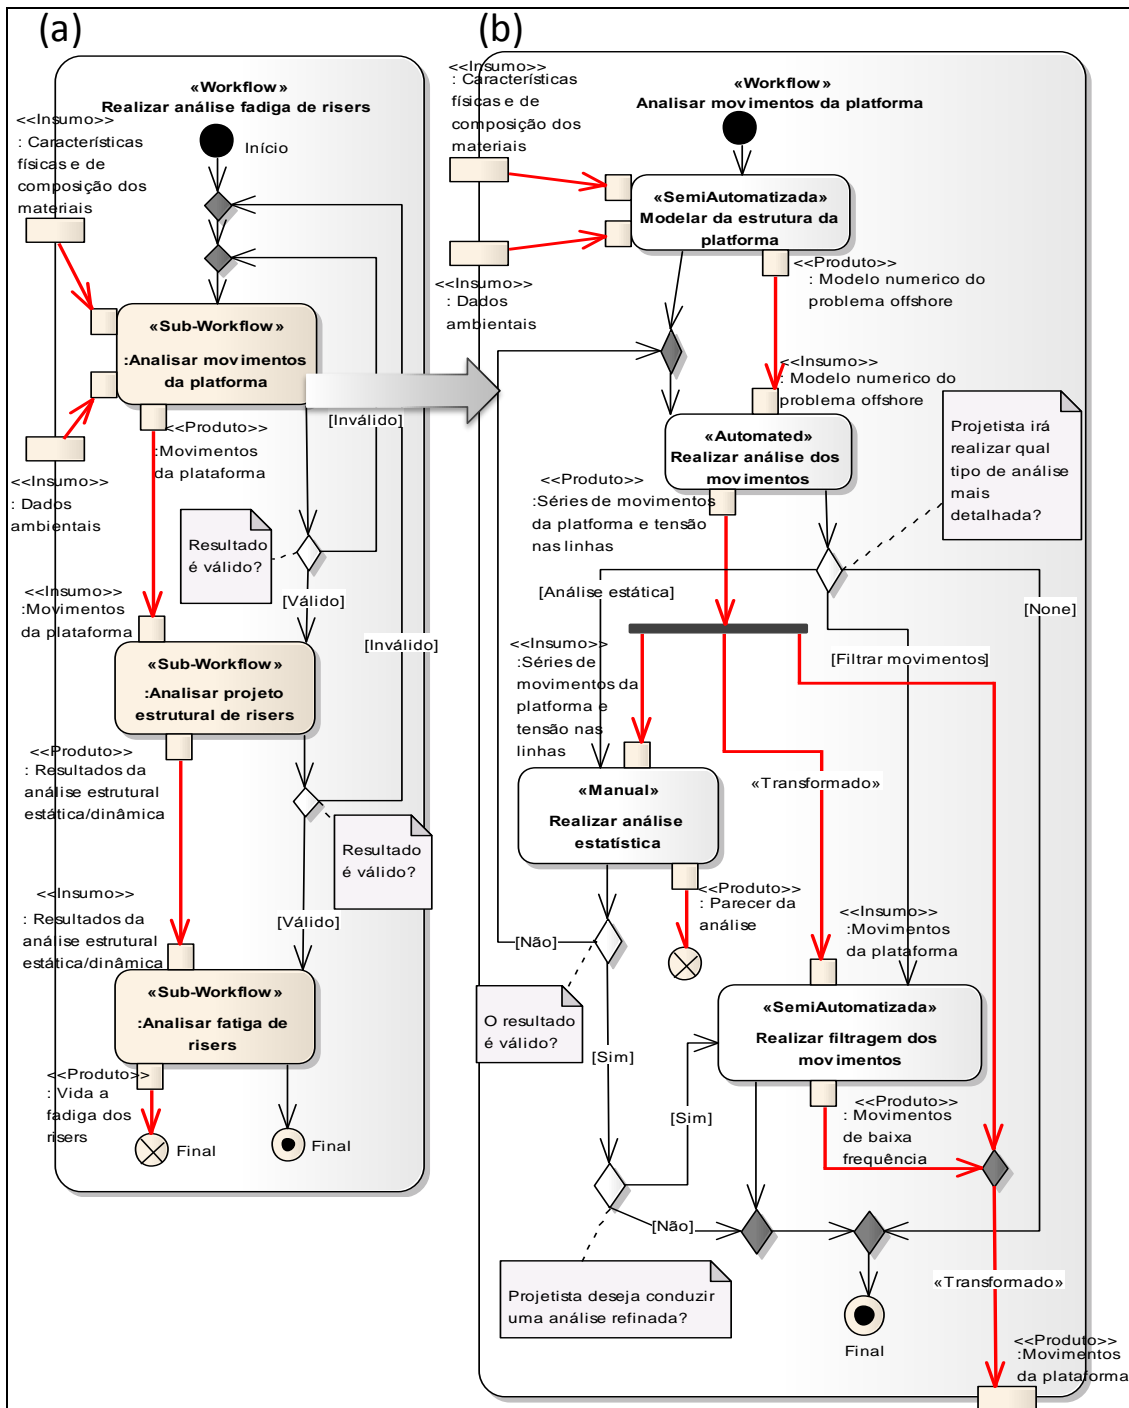 (a)
«Workflow»
Realizar análise fadiga de risers
<<Insumo>>
: Características
físicas e de
composição dos
materiais
Início
«Sub-Workflow»
:Analisar movimentos
da platforma
[Inválido]
<<Produto>>
:Movimentos
da plataforma
<<Insumo>>
: Dados
ambientais
Resultado
é válido?
[Válido]
<<Insumo>>
:Movimentos
da plataforma
[Inválido]
«Sub-Workflow»
:Analisar projeto
estrutural de risers
<<Produto>>
: Resultados da
análise estrutural
estática/dinâmica
Resultado
é válido?
<<Insumo>>
: Resultados da
análise estrutural
estática/dinâmica
[Válido]
«Sub-Workflow»
:Analisar fatiga de
risers
<<Produto>>
: Vida a
fadiga dos
risers
Final
Final
(b)
<<Insumo>>
: Características
físicas e de
composição dos
materiais
«Workflow»
Analisar movimentos da plataforma
«SemiAutomatizada»
Modelar da estrutura da
platforma
<<Insumo>>
: Dados
ambientais
<<Produto>>
: Modelo numerico do
problema offshore
<<Insumo>>
: Modelo numerico do
problema offshore
«Automated»
Realizar análise dos
movimentos
Projetista irá
realizar qual
tipo de análise
mais
detalhada?
<<Produto>>
:Séries de movimentos
da platforma e tensão
nas linhas
[Análise estática]
[None]
[Filtrar movimentos]
<<Insumo>>
:Séries de
movimentos da
platforma e
tensão nas
linhas
«Transformado»
«Manual»
Realizar análise
estatística
<<Produto>>
: Parecer da
análise
[Não]
<<Insumo>>
:Movimentos
da plataforma
O resultado
é válido?
«SemiAutomatizada»
Realizar filtragem dos
movimentos
[Sim]
[Sim]
<<Produto>>
: Movimentos
de baixa
frequência
[Não]
Projetista deseja conduzir
uma análise refinada?
«Transformado»
Final
<<Produto>>
:Movimentos
da plataforma